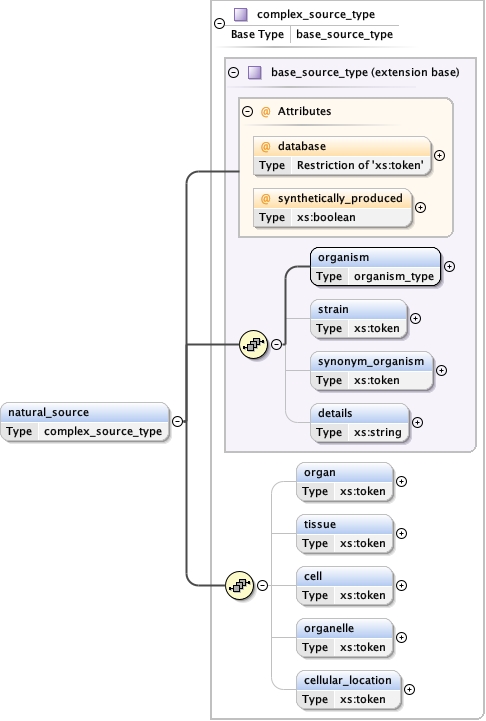 complex_source_type
Base Type base_source_type
base_source_type (extension base)
@ Attributes
@ database
Type Restriction of 'xs:token'
@ synthetically_produced
Type xs:boolean
organism
Type organism_type
strain
Type xs:token
synonym_organism
Type xs:token
details
Type xs:string
natural_source
Type complex_source_type
organ
Type xs:token
tissue
Type xs:token
cell
Type xs:token
organelle
Type xs:token
cellular_location
Type xs:token